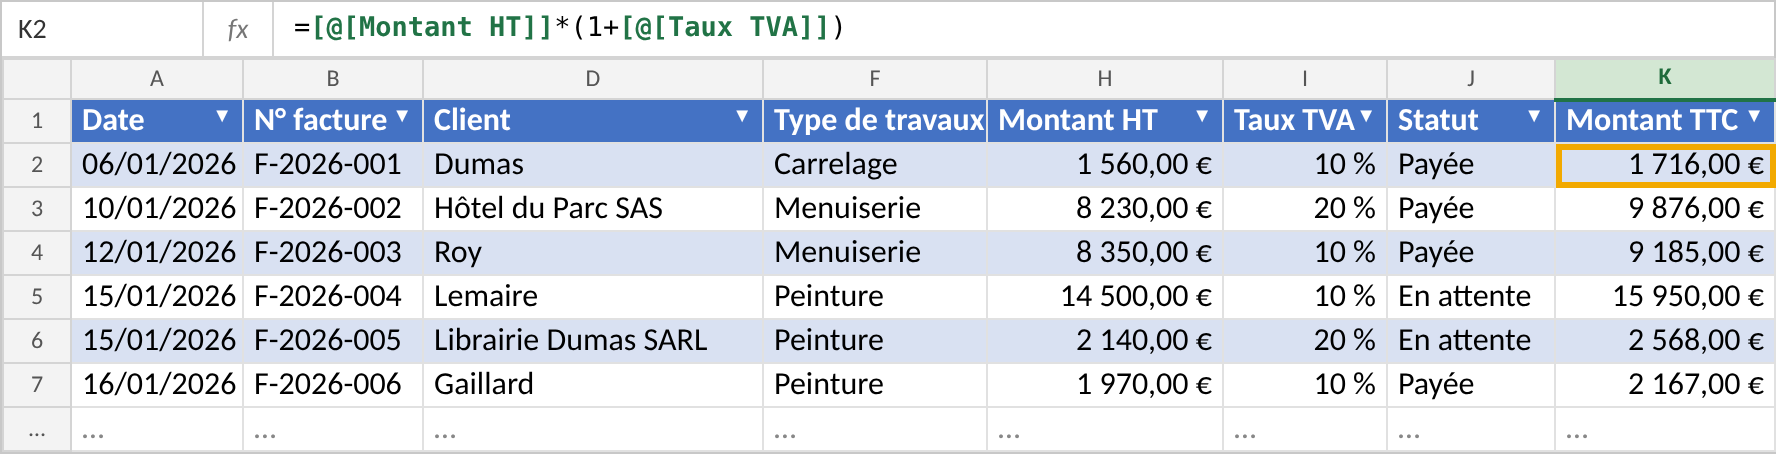 K2 fx =[@[Montant HT]]*(1+[@[Taux TVA]])
A B D F H I J K
1 Date N° facture Client Type de travaux Montant HT Taux TVA Statut Montant TTC
2 06/01/2026 F-2026-001 Dumas Carrelage 1 560,00 € 10 % Payée 1 716,00 €
3 10/01/2026 F-2026-002 Hôtel du Parc SAS Menuiserie 8 230,00 € 20 % Payée 9 876,00 €
4 12/01/2026 F-2026-003 Roy Menuiserie 8 350,00 € 10 % Payée 9 185,00 €
5 15/01/2026 F-2026-004 Lemaire Peinture 14 500,00 € 10 % En attente 15 950,00 €
6 15/01/2026 F-2026-005 Librairie Dumas SARL Peinture 2 140,00 € 20 % En attente 2 568,00 €
7 16/01/2026 F-2026-006 Gaillard Peinture 1 970,00 € 10 % Payée 2 167,00 €
... ... ... ... ... ... ... ... ...